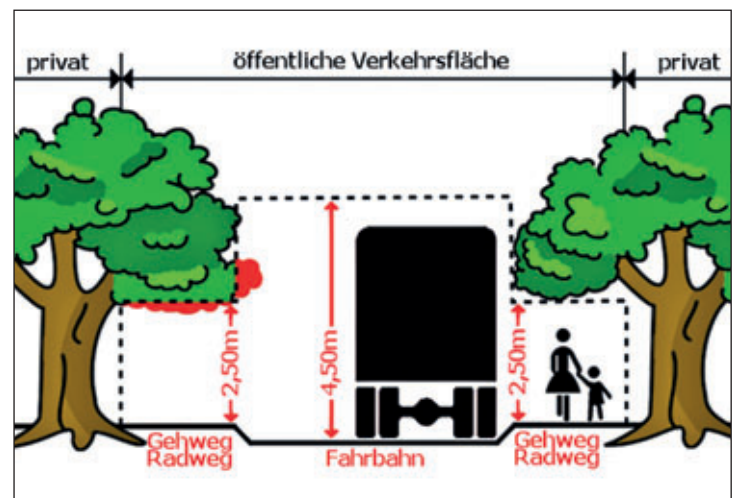 privat
öffentliche Verkehrsfläche
privat
2,50m
4,50m
2,50m
Gehweg
Radweg
Fahrbahn
Gehweg
Radweg